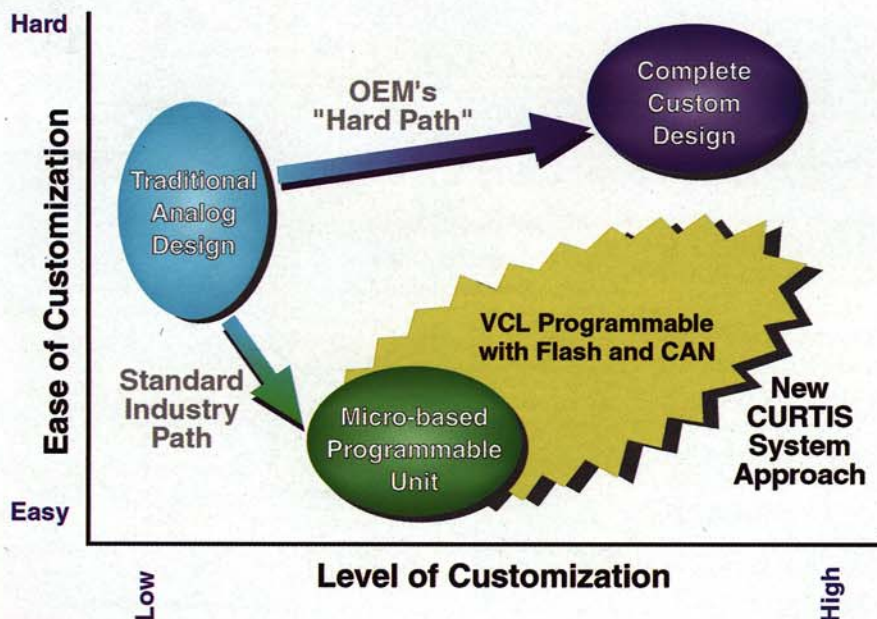 Hard
Ease of Customization
Easy
OEM's
"Hard Path"
Complete
Custom
Design
Traditional
Analog
Design
VCL Programmable
with Flash and CAN
Standard
Industry
Path
Micro-based
Programmable
Unit
New
CURTIS
System
Approach
Low
Level of Customization
High